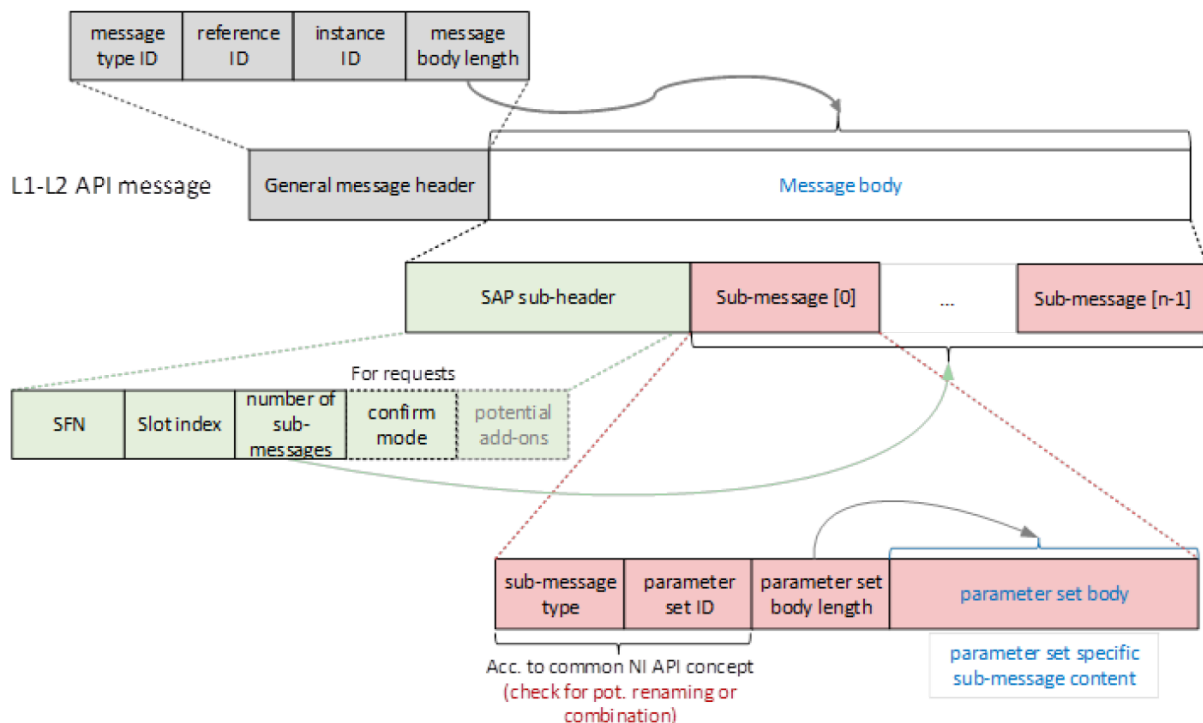 message
type ID
reference
ID
instance
ID
message
body length
L1-L2 API message
General message header
Message body
SAP sub-header
Sub-message [0]
...
Sub-message [n-1]
For requests
SFN
Slot index
number of
sub-
messages
confirm
mode
potential
add-ons
sub-message
type
parameter
set ID
parameter set
body length
parameter set body
Acc. to common NI API concept
(check for pot. renaming or
combination)
parameter set specific
sub-message content